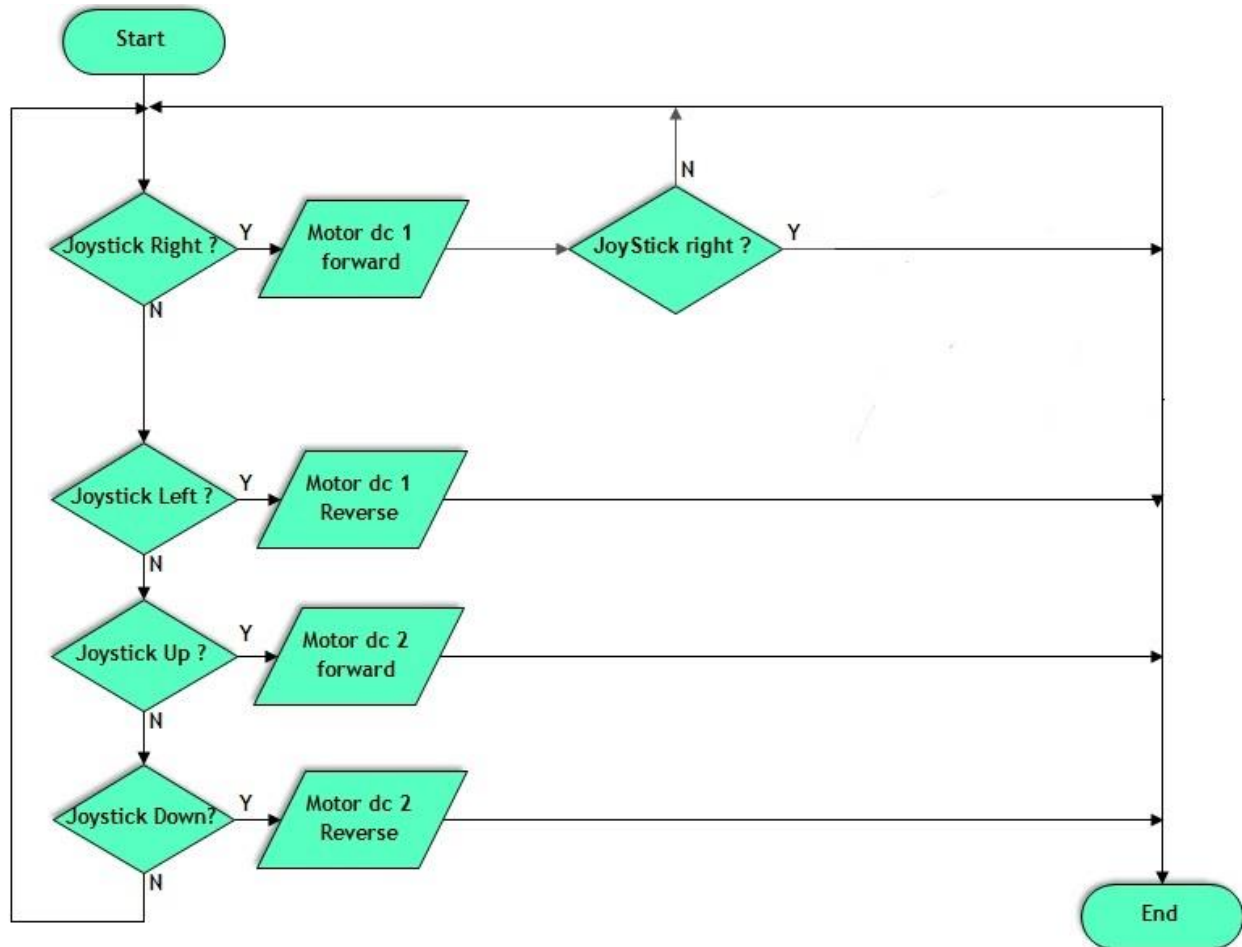 Start
N
Joystick Right ?
Y
Motor dc 1
forward
JoyStick right ?
Y
N
Joystick Left ?
Y
Motor dc 1
Reverse
N
Joystick Up ?
Y
Motor dc 2
forward
N
Joystick Down?
Y
Motor dc 2
Reverse
N
End